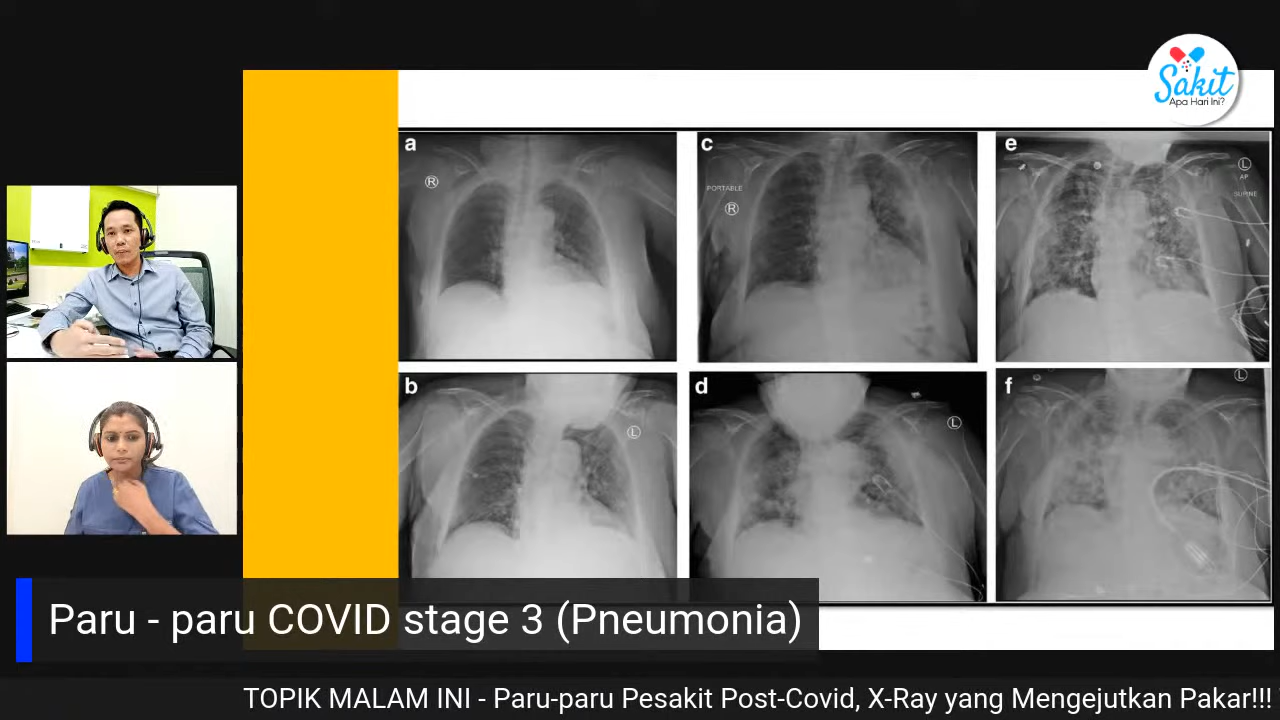 Sakit
Apa Hari Ini?
a
R
c
PORTABLE
R
e
L
AP
SUPINE
b
L
d
L
f
L
Paru - paru COVID stage 3 (Pneumonia)
TOPIK MALAM INI - Paru-paru Pesakit Post-Covid, X-Ray yang Mengejutkan Pakar!!!